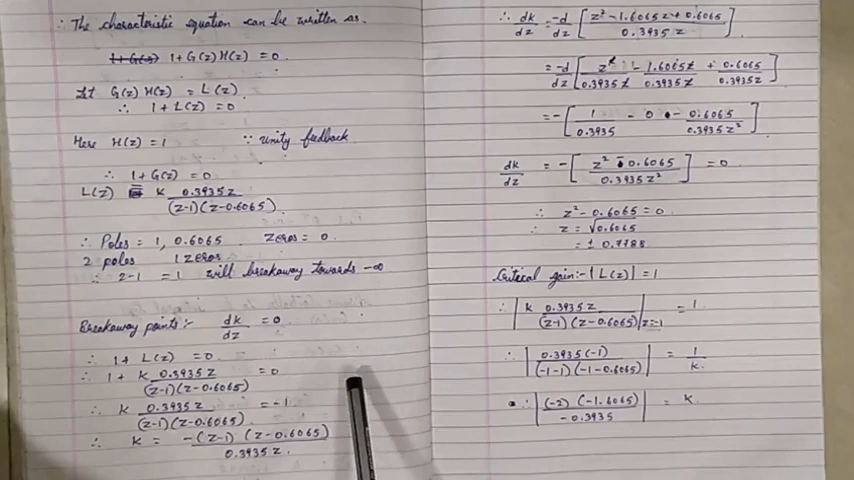 ∴ The characteristic equation can be written as.
1+G(z) 1+G(z)H(z) = 0
Let G(z) H(z) = L(z)
∴ 1+L(z) = 0
Here H(z) = 1 ∵ unity feedback
∴ 1+G(z) = 0
L(z) = K 0.3935z
(z-1)(z-0.6065)
∴ Poles = 1, 0.6065 Zeros = 0
2 poles 1 zeros
∴ 2-1 = 1 will breakaway towards -∞
Breakaway points:- dk = 0
dz
∴ 1 + L(z) = 0
∴ 1 + K 0.3935z = 0
(z-1)(z-0.6065)
∴ K 0.3935z = -1
(z-1)(z-0.6065)
∴ K = -(z-1) (z-0.6065)
0.3935z.
∴ dk = -d [ z² - 1.6065z + 0.6065 ]
dz dz 0.3935z
= -d [ z² - 1.6065z + 0.6065 ]
dz 0.3935z 0.3935z 0.3935z
= - [ 1 - 0 - 0.6065 ]
0.3935 0.3935z²
dk = - [ z² - 0.6065 ] = 0
dz 0.3935z²
∴ z² - 0.6065 = 0
∴ z = √0.6065
= ± 0.7788
Critical gain:- |L(z)| = 1
∴ | K 0.3935z | = 1
(z-1)(z-0.6065) z=-1
∴ | 0.3935(-1) | = 1
(-1-1)(-1-0.6065) K
∴ | (-2) (-1.6065) | = K
-0.3935